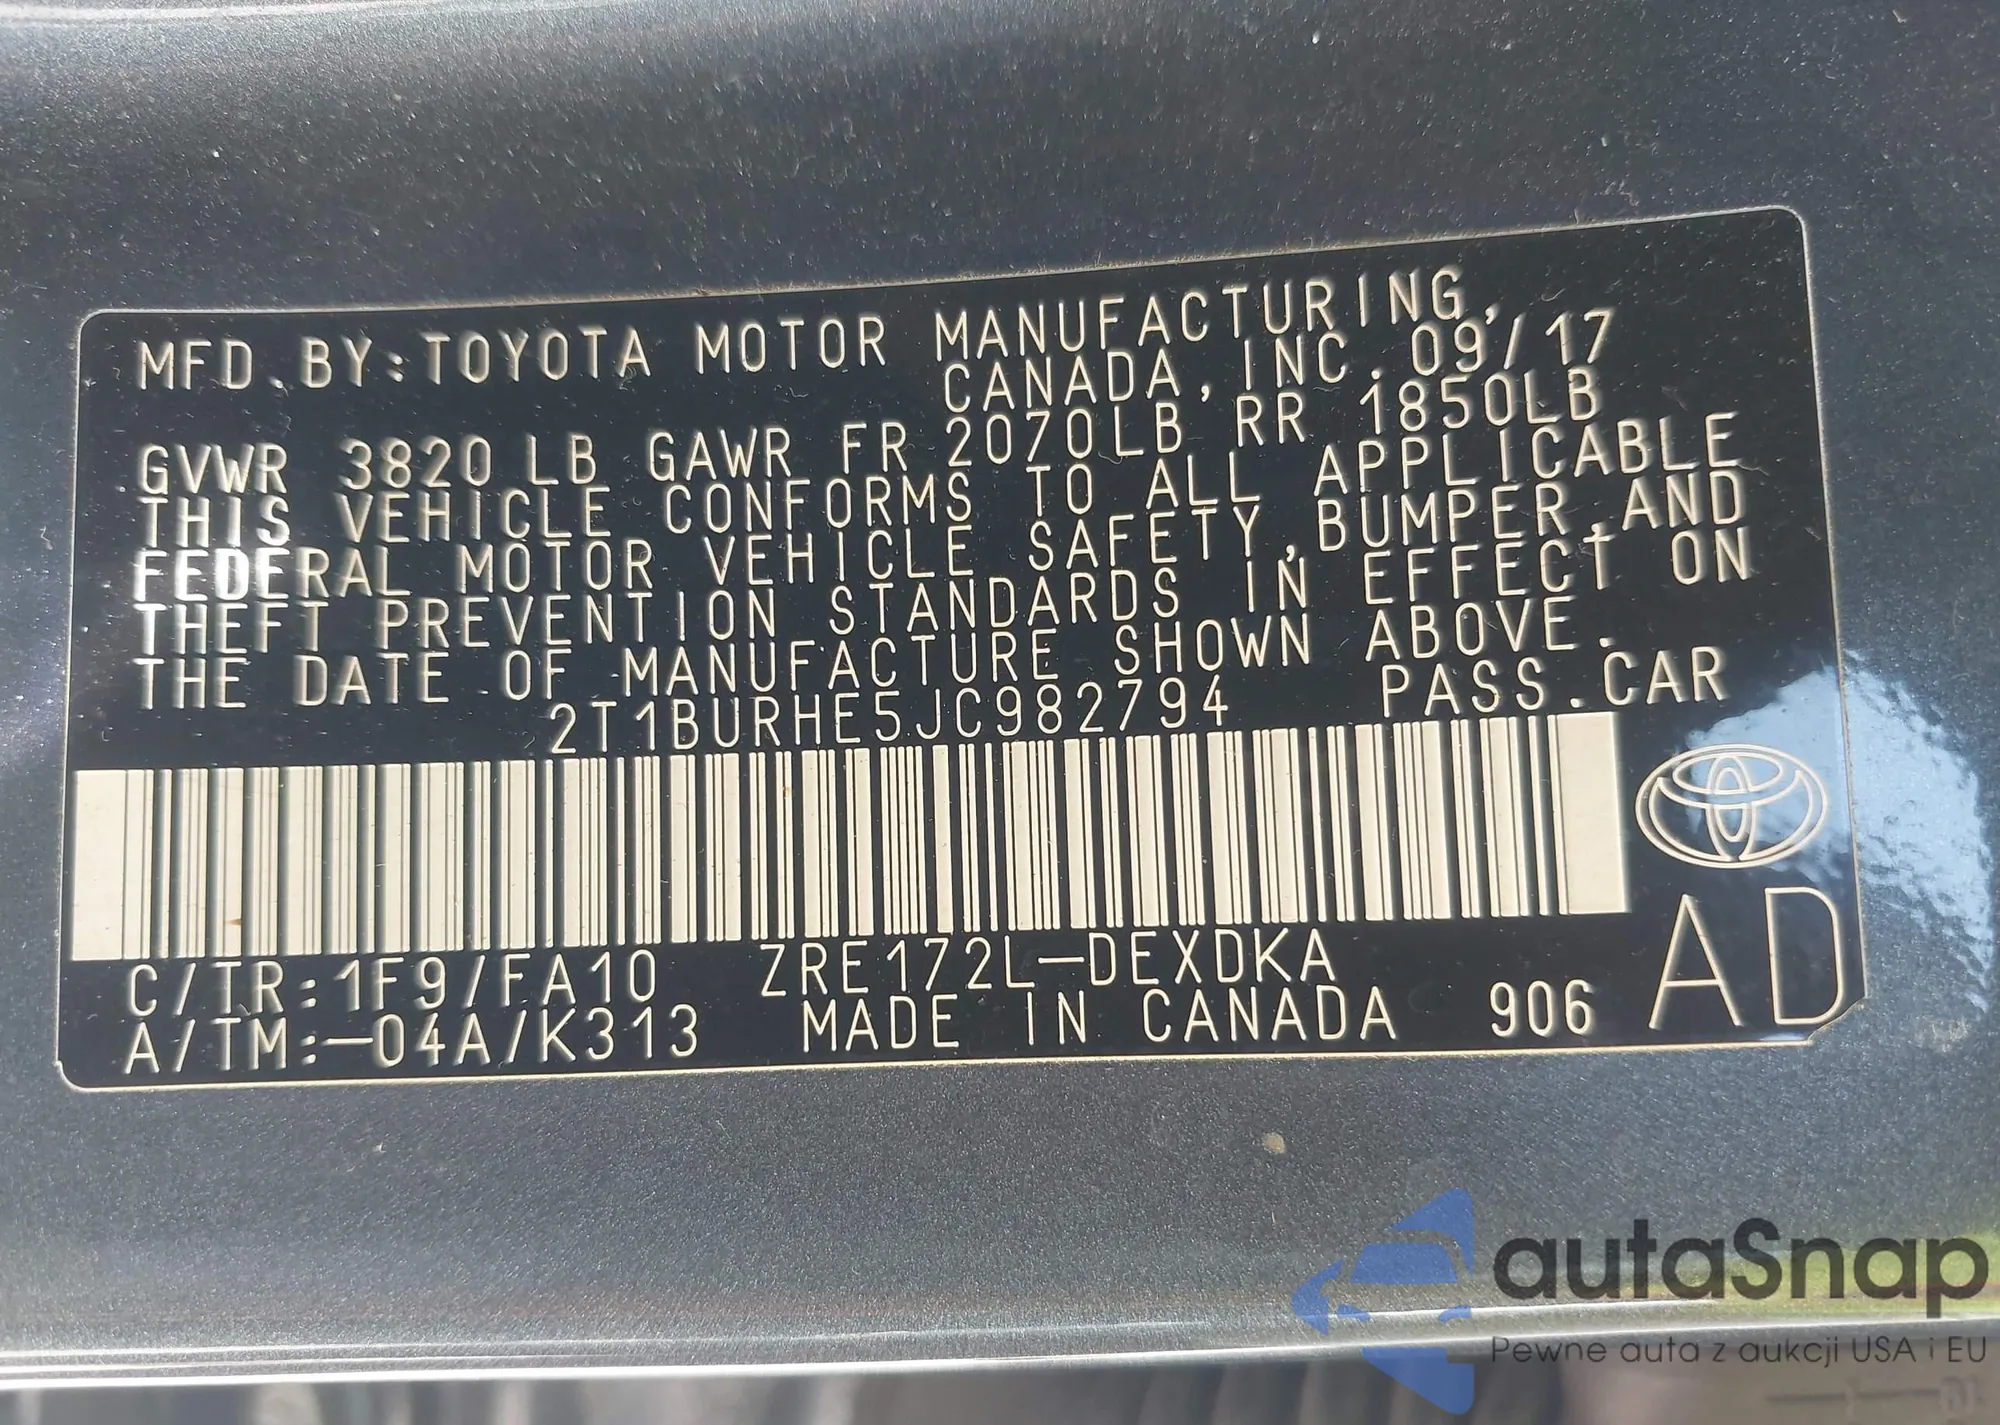 MFD.BY:TOYOTA MOTOR MANUFACTURING,
CANADA,INC.09/17
GVWR 3820LB GAWR FR 2070LB RR 1850LB
THIS VEHICLE CONFORMS TO ALL APPLICABLE
FEDERAL MOTOR VEHICLE SAFETY,BUMPER,AND
THEFT PREVENTION STANDARDS IN EFFECT ON
THE DATE OF MANUFACTURE SHOWN ABOVE.
2T1BURHE5JC982794 PASS.CAR
C/TR:1F9/FA10 ZRE172L-DEXDKA
A/TM:-04A/K313 MADE IN CANADA 906 AD
autaSnap
Pewne auta z aukcji USA i EU